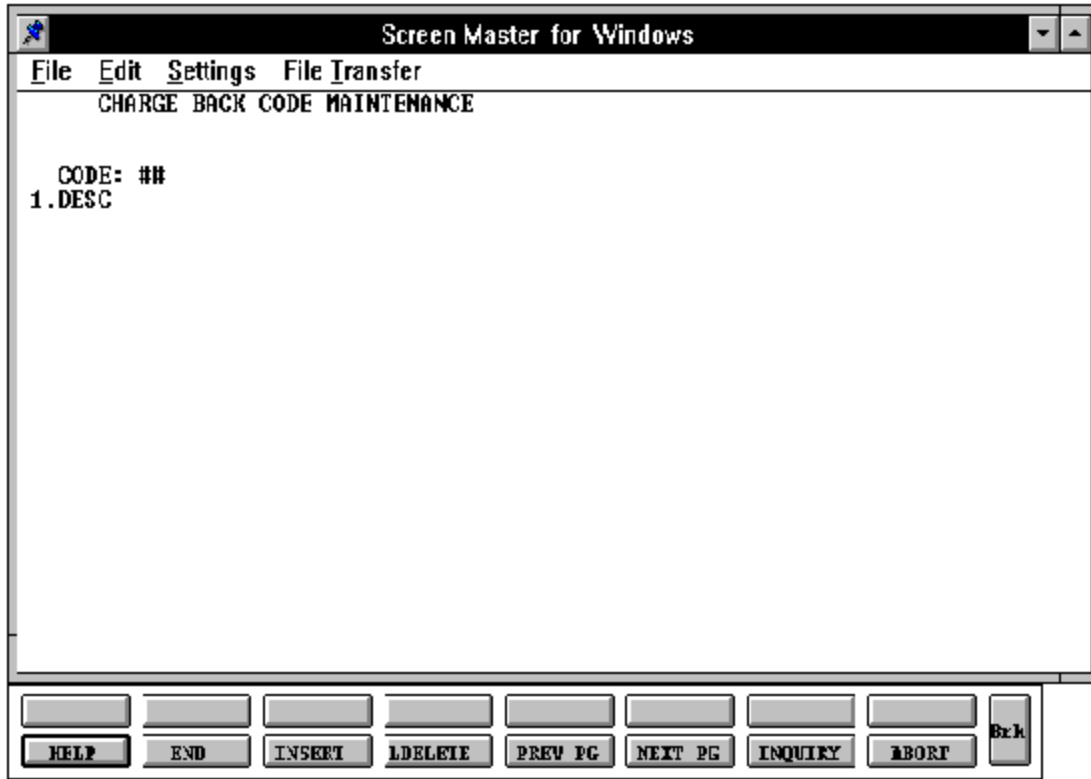 Screen Master for Windows
File Edit Settings File Transfer
CHARGE BACK CODE MAINTENANCE
CODE: ##
1.DESC
Brk
HELP END INSERT LDELETE PREV PG NEXT PG INQUIRY ABORT